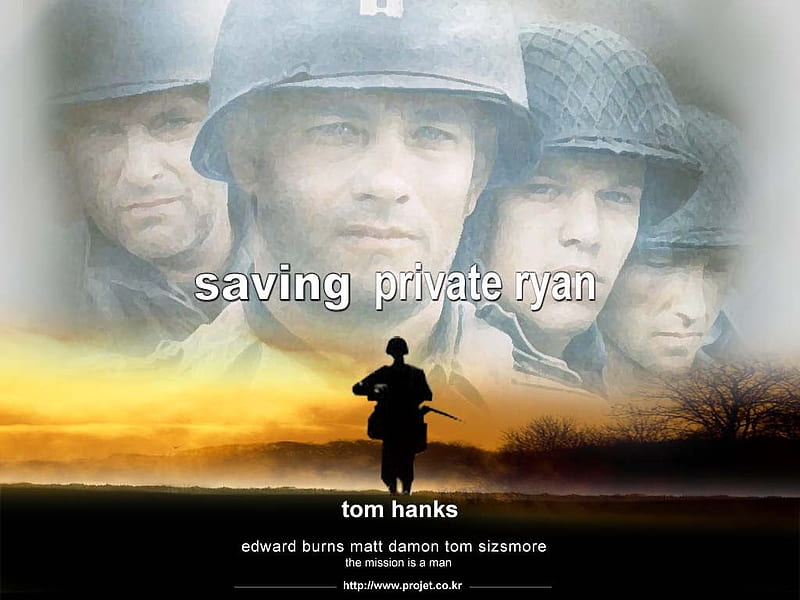 saving private ryan
tom hanks
edward burns matt damon tom sizsmore
the mission is a man
http://www.projet.co.kr